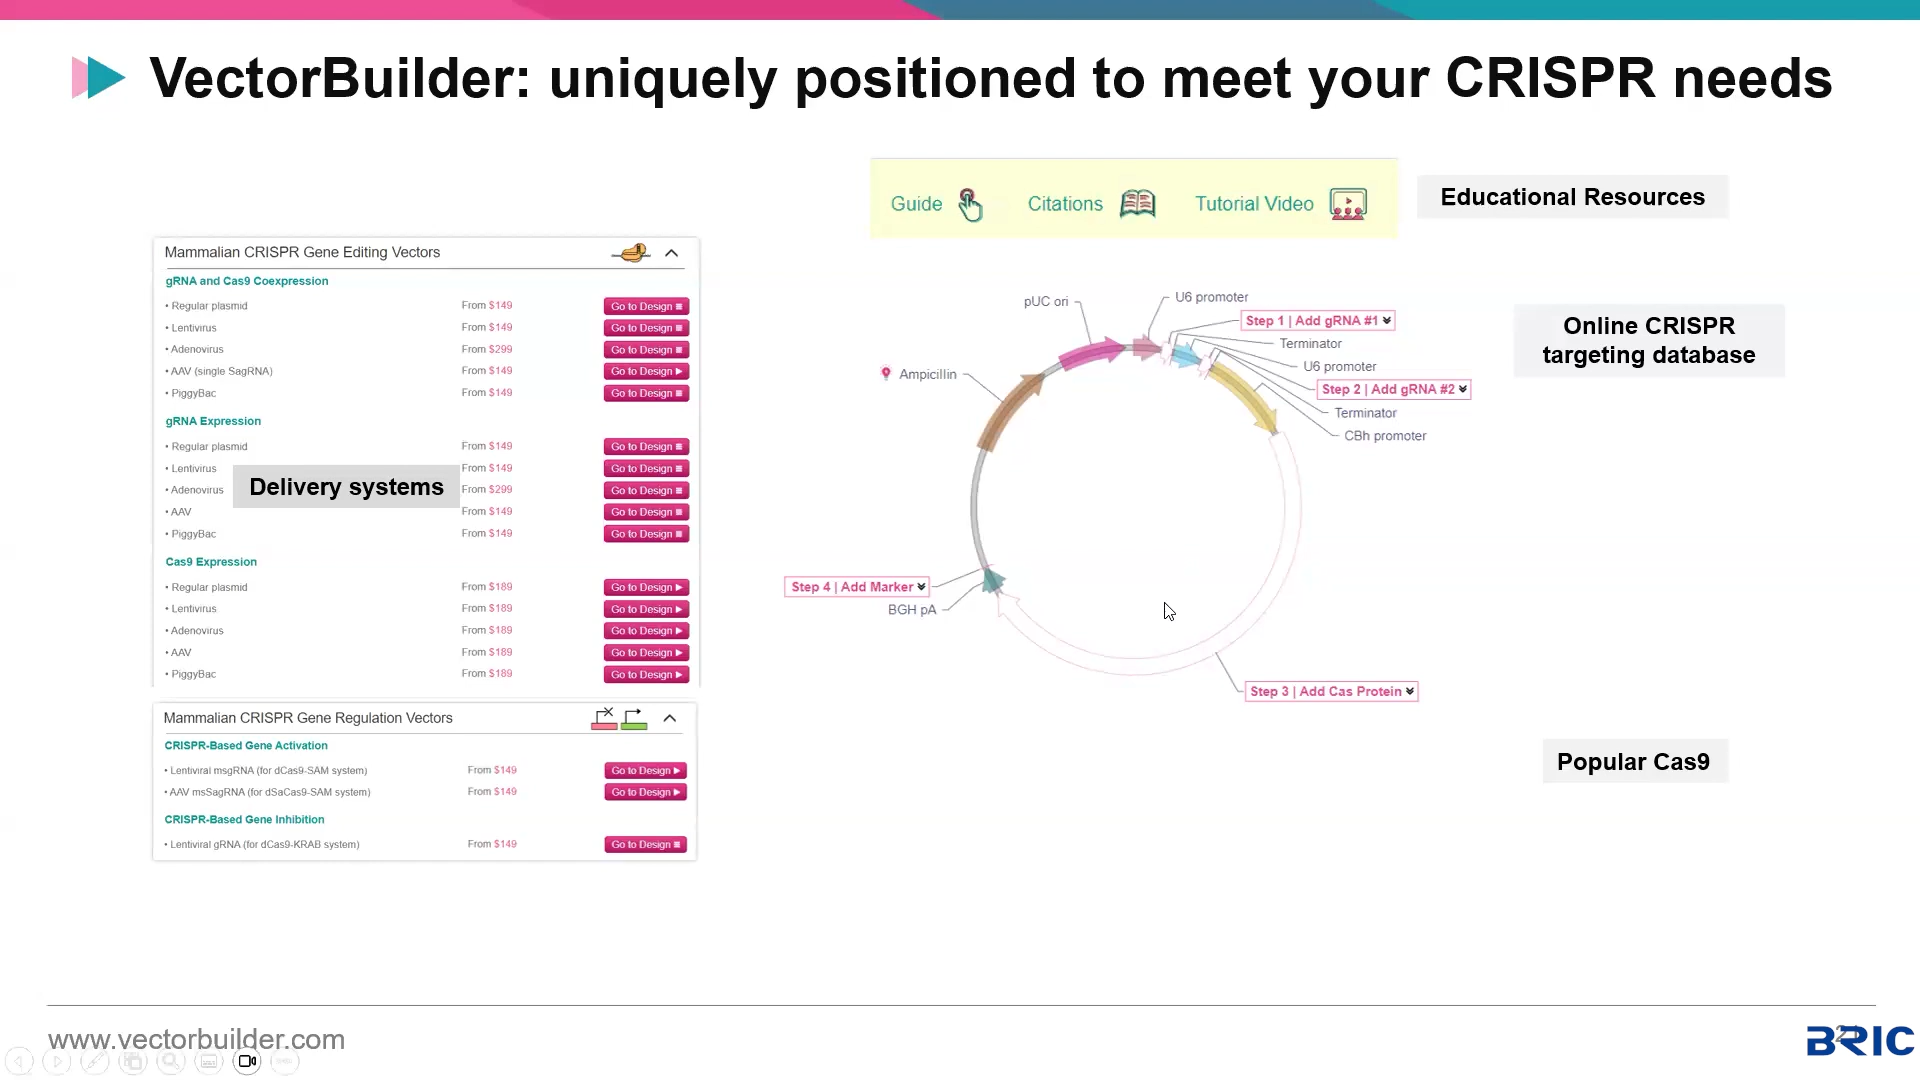 VectorBuilder: uniquely positioned to meet your CRISPR needs
Guide
Citations
Tutorial Video
Educational Resources
Mammalian CRISPR Gene Editing Vectors
gRNA and Cas9 Coexpression
• Regular plasmid From $149 Go to Design
• Lentivirus From $149 Go to Design
• Adenovirus From $299 Go to Design
• AAV (single SagRNA) From $149 Go to Design
• PiggyBac From $149 Go to Design
gRNA Expression
• Regular plasmid From $149 Go to Design
• Lentivirus From $149 Go to Design
Delivery systems
• Adenovirus From $299 Go to Design
• AAV From $149 Go to Design
• PiggyBac From $149 Go to Design
Cas9 Expression
• Regular plasmid From $189 Go to Design
• Lentivirus From $189 Go to Design
• Adenovirus From $189 Go to Design
• AAV From $189 Go to Design
• PiggyBac From $189 Go to Design
Mammalian CRISPR Gene Regulation Vectors
CRISPR-Based Gene Activation
• Lentiviral msgRNA (for dCas9-SAM system) From $149 Go to Design
• AAV msSagRNA (for dSaCas9-SAM system) From $149 Go to Design
CRISPR-Based Gene Inhibition
• Lentiviral gRNA (for dCas9-KRAB system) From $149 Go to Design
pUC ori
U6 promoter
Step 1 | Add gRNA #1
Terminator
U6 promoter
Step 2 | Add gRNA #2
Terminator
CBh promoter
Ampicillin
Step 4 | Add Marker
BGH pA
Step 3 | Add Cas Protein
Online CRISPR
targeting database
Popular Cas9
www.vectorbuilder.com
BRIC
21